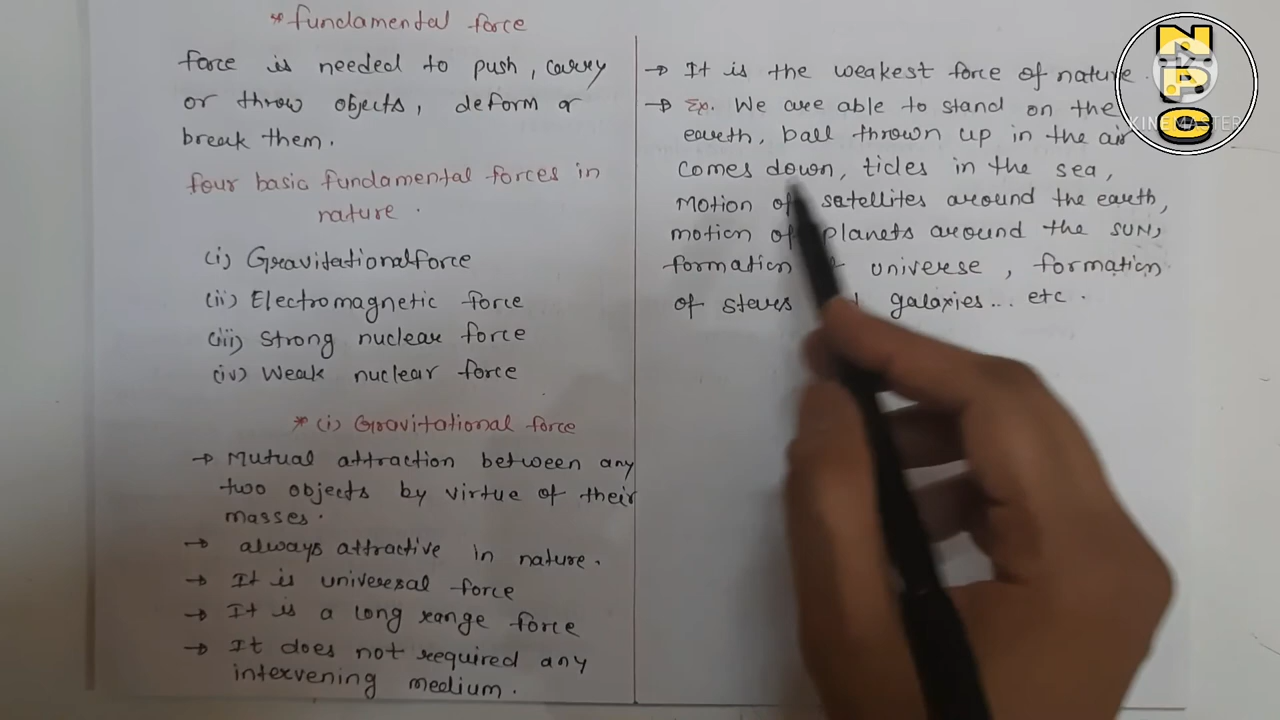 * fundamental force
force is needed to push, carry
or throw objects, deform or
break them.
four basic fundamental forces in
nature.
(i) Gravitational force
(ii) Electromagnetic force
(iii) Strong nuclear force
(iv) Weak nuclear force
* (i) Gravitational force
→ Mutual attraction between any
two objects by virtue of their
masses.
→ always attractive in nature.
→ It is universal force
→ It is a long range force
→ It does not required any
intervening medium.
→ It is the weakest force of nature.
→ Ex. We are able to stand on the
earth, ball thrown up in the air
comes down, tides in the sea,
Motion of satellites around the earth,
motion of planets around the SUN,
formation universe, formation
of stars galaxies... etc.
N
P
C
KINEMASTER